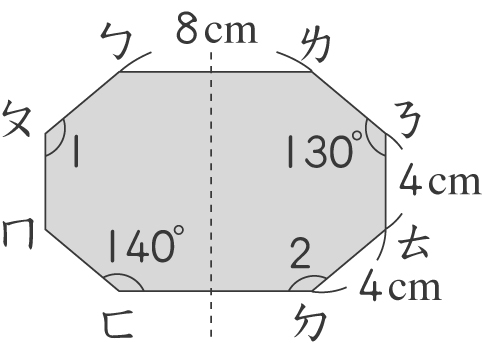 ㄅ 8cm ㄌ
ㄆ 1 130° ㄋ
4cm
ㄇ 140° 2 ㄊ
4cm
ㄈ ㄉ